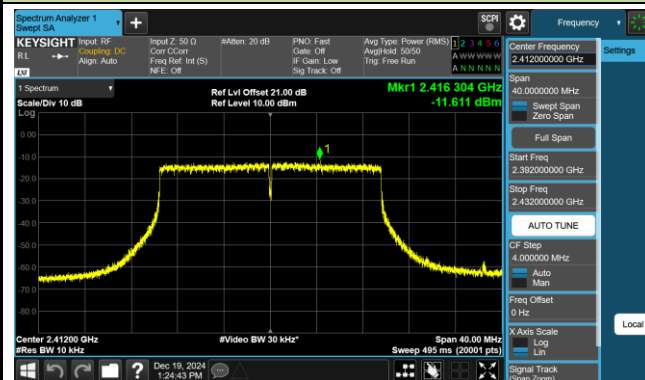 Spectrum Analyzer 1
Swept SA
SCPI
Frequency
KEYSIGHT
RL
LXI
Input: RF
Coupling: DC
Align: Auto
Input Z: 50 Ω
Corr CCorr
Freq Ref: Int (S)
NFE: Off
#Atten: 20 dB
PNO: Fast
Gate: Off
IF Gain: Low
Sig Track: Off
Avg Type: Power (RMS)
Avg|Hold: 50/50
Trig: Free Run
1 2 3 4 5 6
A W W W W W
A N N N N N
1 Spectrum
Scale/Div 10 dB
Log
Ref Lvl Offset 21.00 dB
Ref Level 10.00 dBm
Mkr1 2.416 304 GHz
-11.611 dBm
1
0.00
-10.0
-20.0
-30.0
-40.0
-50.0
-60.0
-70.0
-80.0
Center 2.41200 GHz
#Res BW 10 kHz
#Video BW 30 kHz*
Span 40.00 MHz
Sweep 495 ms (20001 pts)
Dec 19, 2024
1:24:43 PM
Center Frequency
2.412000000 GHz
Settings
Span
40.0000000 MHz
Swept Span
Zero Span
Full Span
Start Freq
2.392000000 GHz
Stop Freq
2.432000000 GHz
AUTO TUNE
CF Step
4.000000 MHz
Auto
Man
Freq Offset
0 Hz
X Axis Scale
Log
Lin
Local
Signal Track
(Span Zoom)